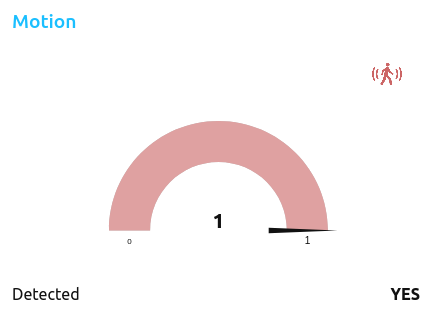 Motion
1
0 1
Detected YES